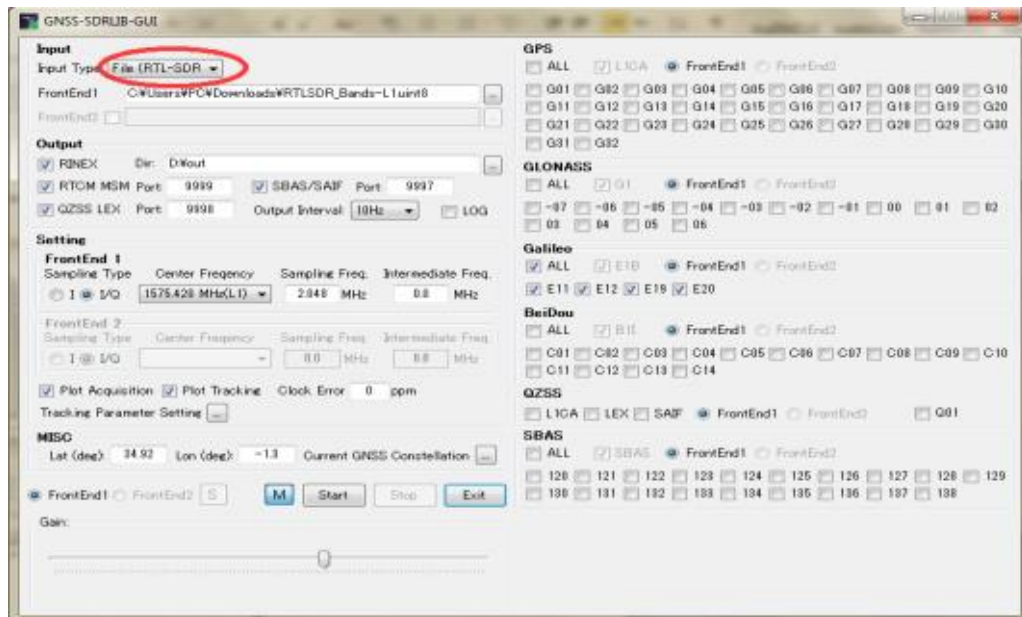 GNSS-SDRLIB-GUI
Input
Input Type File (RTL-SDR
FrontEnd1 C:¥Users¥PC¥Downloads¥RTLSDR_Bands-L1uint8 ...
FrontEnd2
Output
RINEX Dir: D:¥out ...
RTCM MSM Port: 9999 SBAS/SAIF Port 9997
QZSS LEX Port: 9998 Output Interval: 10Hz LOG
Setting
FrontEnd 1
Sampling Type Center Freqency Sampling Freq. Intermediate Freq.
I I/Q 1575.420 MHz(L1) 2.048 MHz 0.0 MHz
FrontEnd 2
Sampling Type Center Freqency Sampling Freq. Intermediate Freq.
I I/Q 0.0 MHz 0.0 MHz
Plot Acquisition Plot Tracking Clock Error 0 ppm
Tracking Parameter Setting ...
MISC
Lat (deg): 34.92 Lon (deg): -1.3 Current GNSS Constellation ...
FrontEnd1 FrontEnd2 S M Start Stop Exit
Gain:
GPS
ALL L1CA FrontEnd1 FrontEnd2
G01 G02 G03 G04 G05 G06 G07 G08 G09 G10
G11 G12 G13 G14 G15 G16 G17 G18 G19 G20
G21 G22 G23 G24 G25 G26 G27 G28 G29 G30
G31 G32
GLONASS
ALL G1 FrontEnd1 FrontEnd2
-07 -06 -05 -04 -03 -02 -01 00 01 02
03 04 05 06
Galileo
ALL E1B FrontEnd1 FrontEnd2
E11 E12 E19 E20
BeiDou
ALL B1I FrontEnd1 FrontEnd2
C01 C02 C03 C04 C05 C06 C07 C08 C09 C10
C11 C12 C13 C14
QZSS
L1CA LEX SAIF FrontEnd1 FrontEnd2 Q01
SBAS
ALL SBAS FrontEnd1 FrontEnd2
120 121 122 123 124 125 126 127 128 129
130 131 132 133 134 135 136 137 138